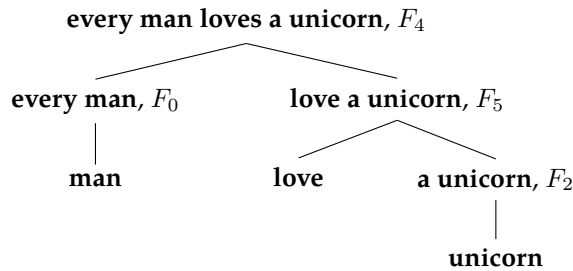 every man loves a unicorn, F₄
every man, F₀ love a unicorn, F₅
man love a unicorn, F₂
unicorn